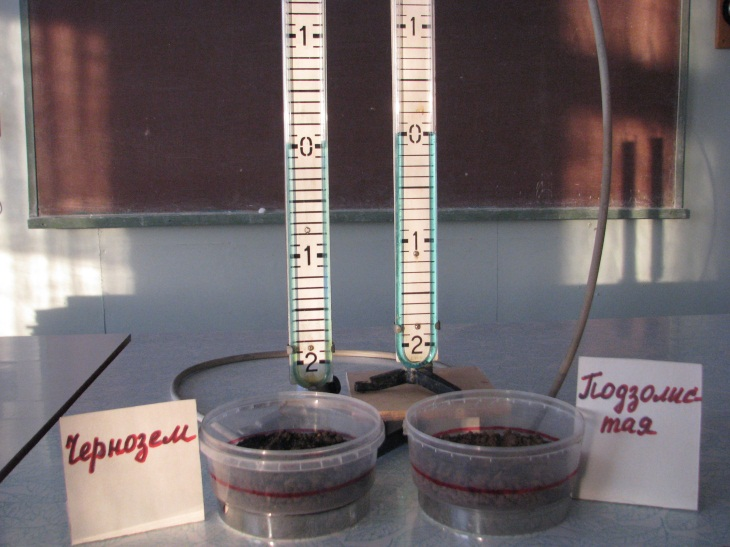 1 1
0 0
1 1
2 2
Чернозем
Подзолис
тая